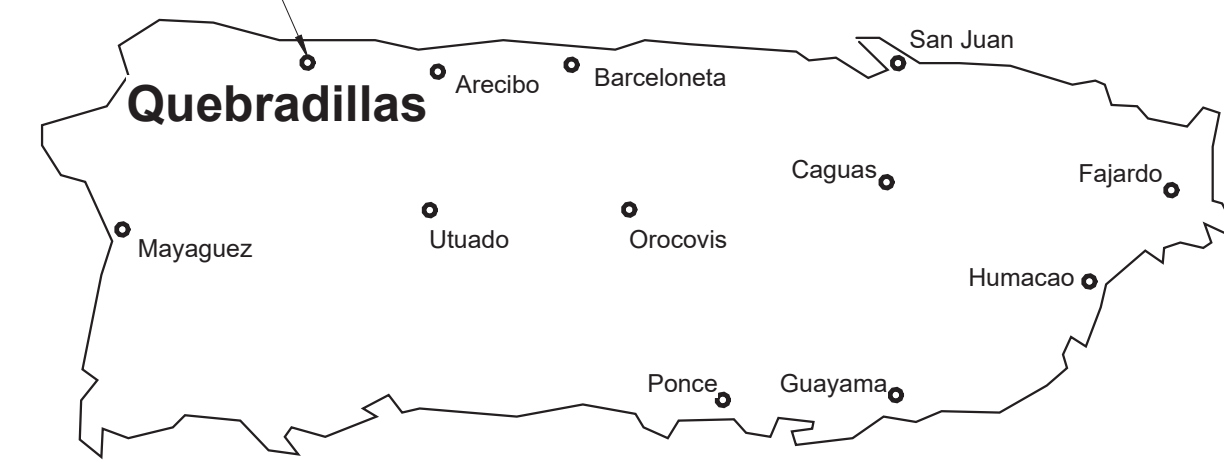 San Juan
Barceloneta
Arecibo
Quebradillas
Caguas
Fajardo
Utuado
Orocovis
Mayaguez
Humacao
Ponce
Guayama